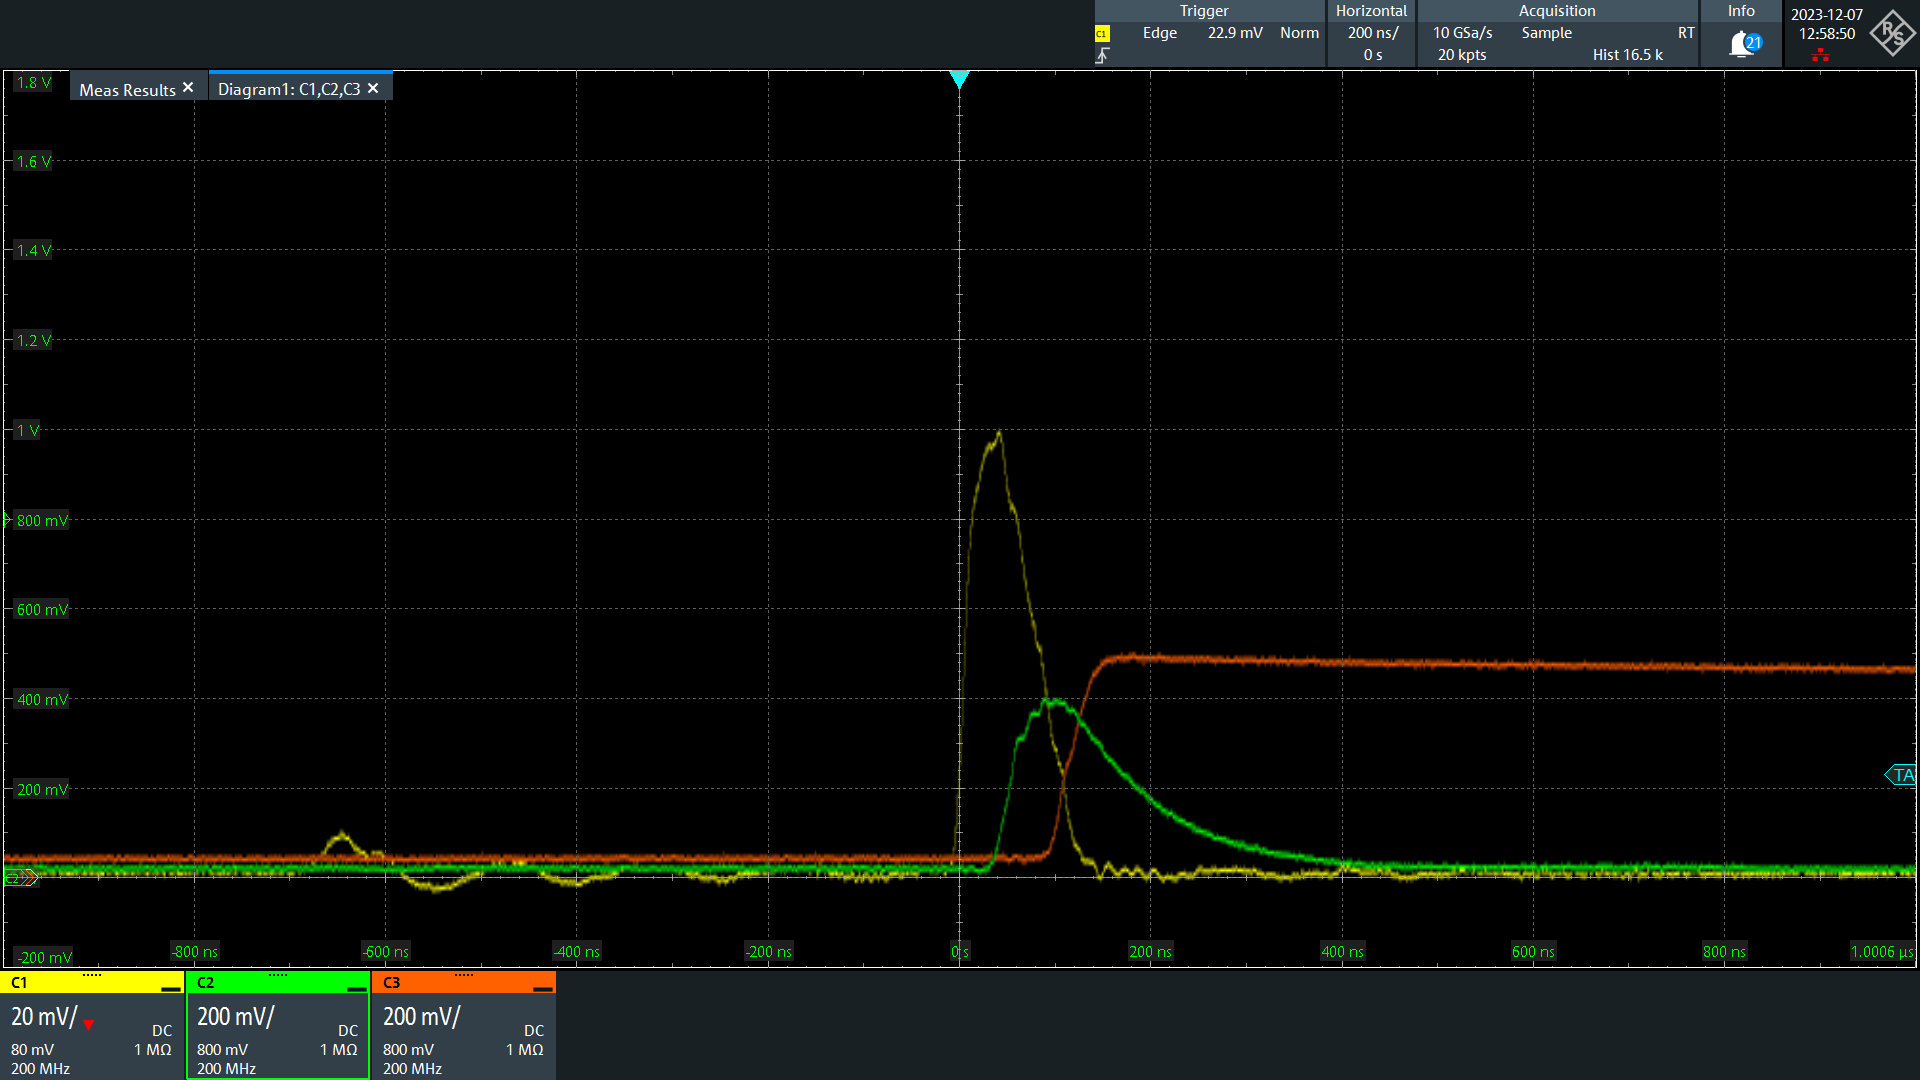 Trigger
C1 Edge 22.9 mV Norm
Horizontal
200 ns/
0 s
Acquisition
10 GSa/s Sample RT
20 kpts Hist 16.5 k
Info
21
2023-12-07
12:58:50
R S
Meas Results ✕
Diagram1: C1,C2,C3 ✕
1.8 V
1.6 V
1.4 V
1.2 V
1 V
800 mV
600 mV
400 mV
200 mV
TA
C2
-200 mV
-800 ns
-600 ns
-400 ns
-200 ns
0 s
200 ns
400 ns
600 ns
800 ns
1.0006 µs
C1
20 mV/
DC
80 mV 1 MΩ
200 MHz
C2
200 mV/
DC
800 mV 1 MΩ
200 MHz
C3
200 mV/
DC
800 mV 1 MΩ
200 MHz